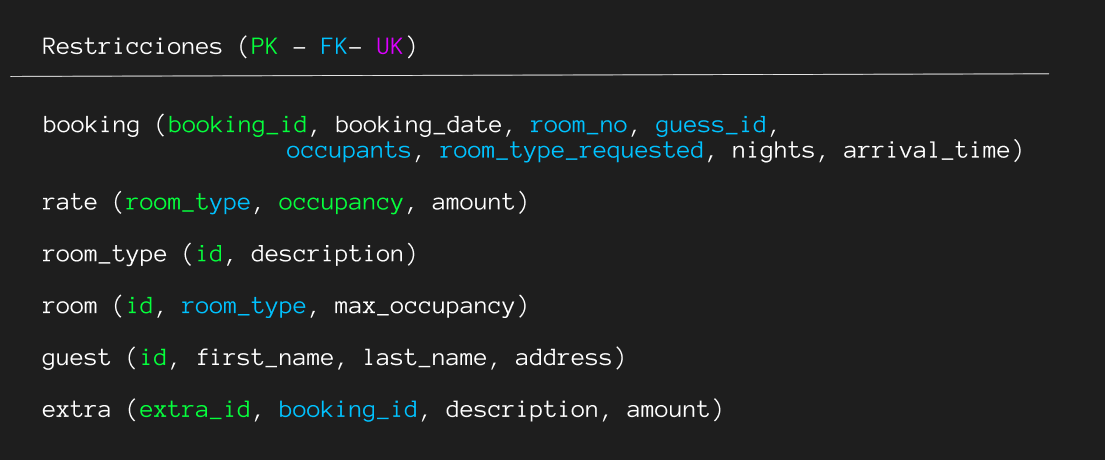 Restricciones (PK - FK- UK)
booking (booking_id, booking_date, room_no, guess_id,
occupants, room_type_requested, nights, arrival_time)
rate (room_type, occupancy, amount)
room_type (id, description)
room (id, room_type, max_occupancy)
guest (id, first_name, last_name, address)
extra (extra_id, booking_id, description, amount)